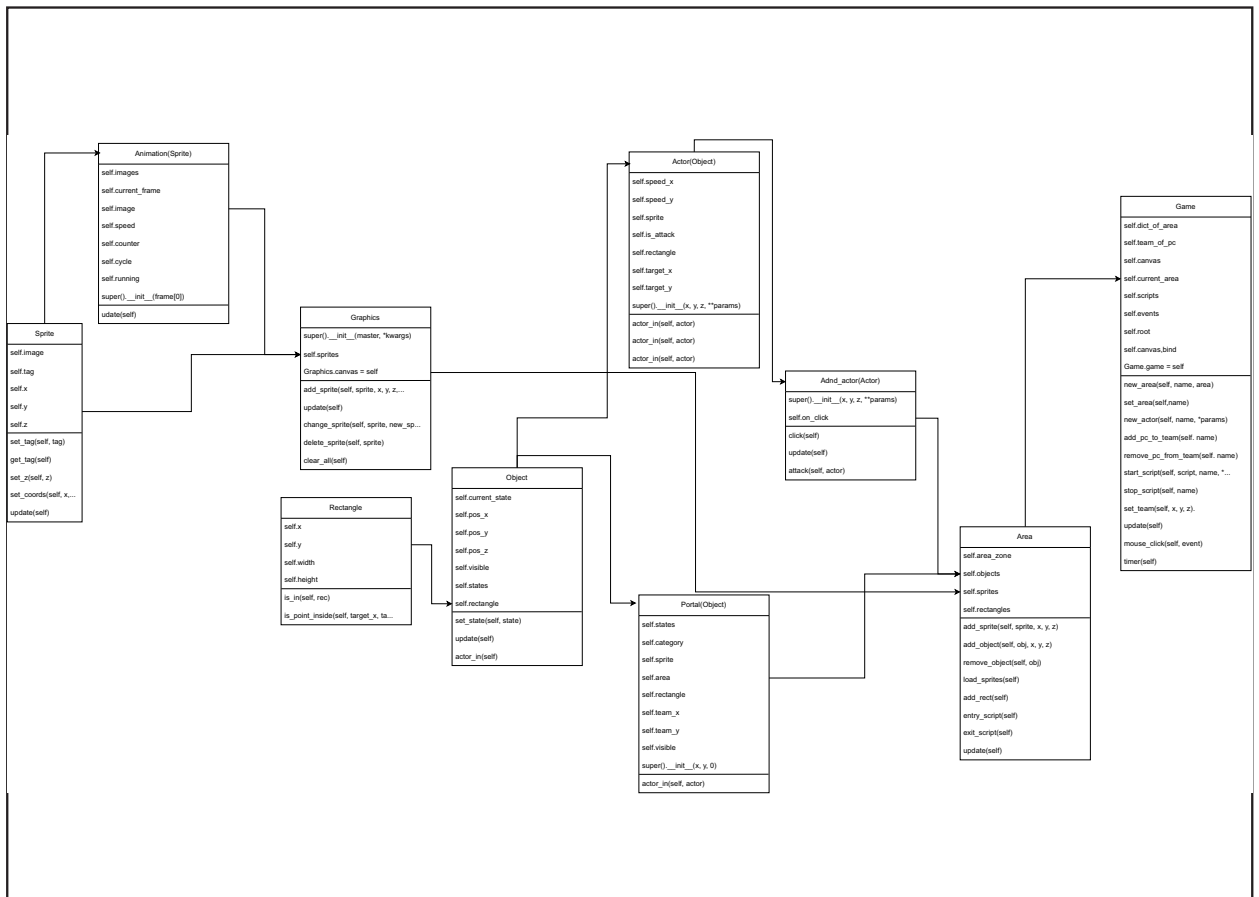 Animation(Sprite)
self.images
self.current_frame
self.image
self.speed
self.counter
self.cycle
self.running
super().__init__(frame[0])
udate(self)
Sprite
self.image
self.tag
self.x
self.y
self.z
set_tag(self, tag)
get_tag(self)
set_z(self, z)
set_coords(self, x,...
update(self)
Graphics
super().__init__(master, *kwargs)
self.sprites
Graphics.canvas = self
add_sprite(self, sprite, x, y, z,...
update(self)
change_sprite(self, sprite, new_sp...
delete_sprite(self, sprite)
clear_all(self)
Rectangle
self.x
self.y
self.width
self.height
is_in(self, rec)
is_point_inside(self, target_x, ta...
Object
self.current_state
self.pos_x
self.pos_y
self.pos_z
self.visible
self.states
self.rectangle
set_state(self, state)
update(self)
actor_in(self)
Actor(Object)
self.speed_x
self.speed_y
self.sprite
self.is_attack
self.rectangle
self.target_x
self.target_y
super().__init__(x, y, z, **params)
actor_in(self, actor)
actor_in(self, actor)
actor_in(self, actor)
Portal(Object)
self.states
self.category
self.sprite
self.area
self.rectangle
self.team_x
self.team_y
self.visible
super().__init__(x, y, 0)
actor_in(self, actor)
Adnd_actor(Actor)
super().__init__(x, y, z, **params)
self.on_click
click(self)
update(self)
attack(self, actor)
Area
self.area_zone
self.objects
self.sprites
self.rectangles
add_sprite(self, sprite, x, y, z)
add_object(self, obj, x, y, z)
remove_object(self, obj)
load_sprites(self)
add_rect(self)
entry_script(self)
exit_script(self)
update(self)
Game
self.dict_of_area
self.team_of_pc
self.canvas
self.current_area
self.scripts
self.events
self.root
self.canvas,bind
Game.game = self
new_area(self, name, area)
set_area(self,name)
new_actor(self, name, *params)
add_pc_to_team(self. name)
remove_pc_from_team(self. name)
start_script(self, script, name, *...
stop_script(self, name)
set_team(self, x, y, z).
update(self)
mouse_click(self, event)
timer(self)